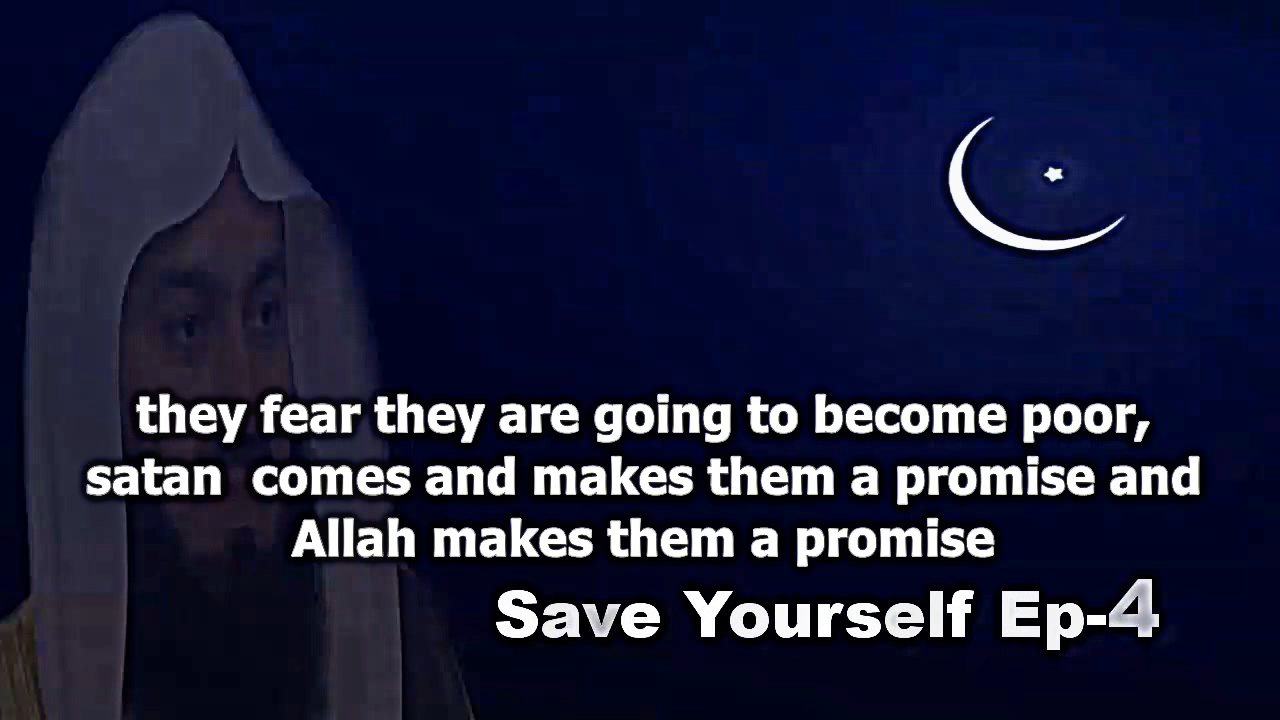 they fear they are going to become poor,
satan comes and makes them a promise and
Allah makes them a promise
Save Yourself Ep-4